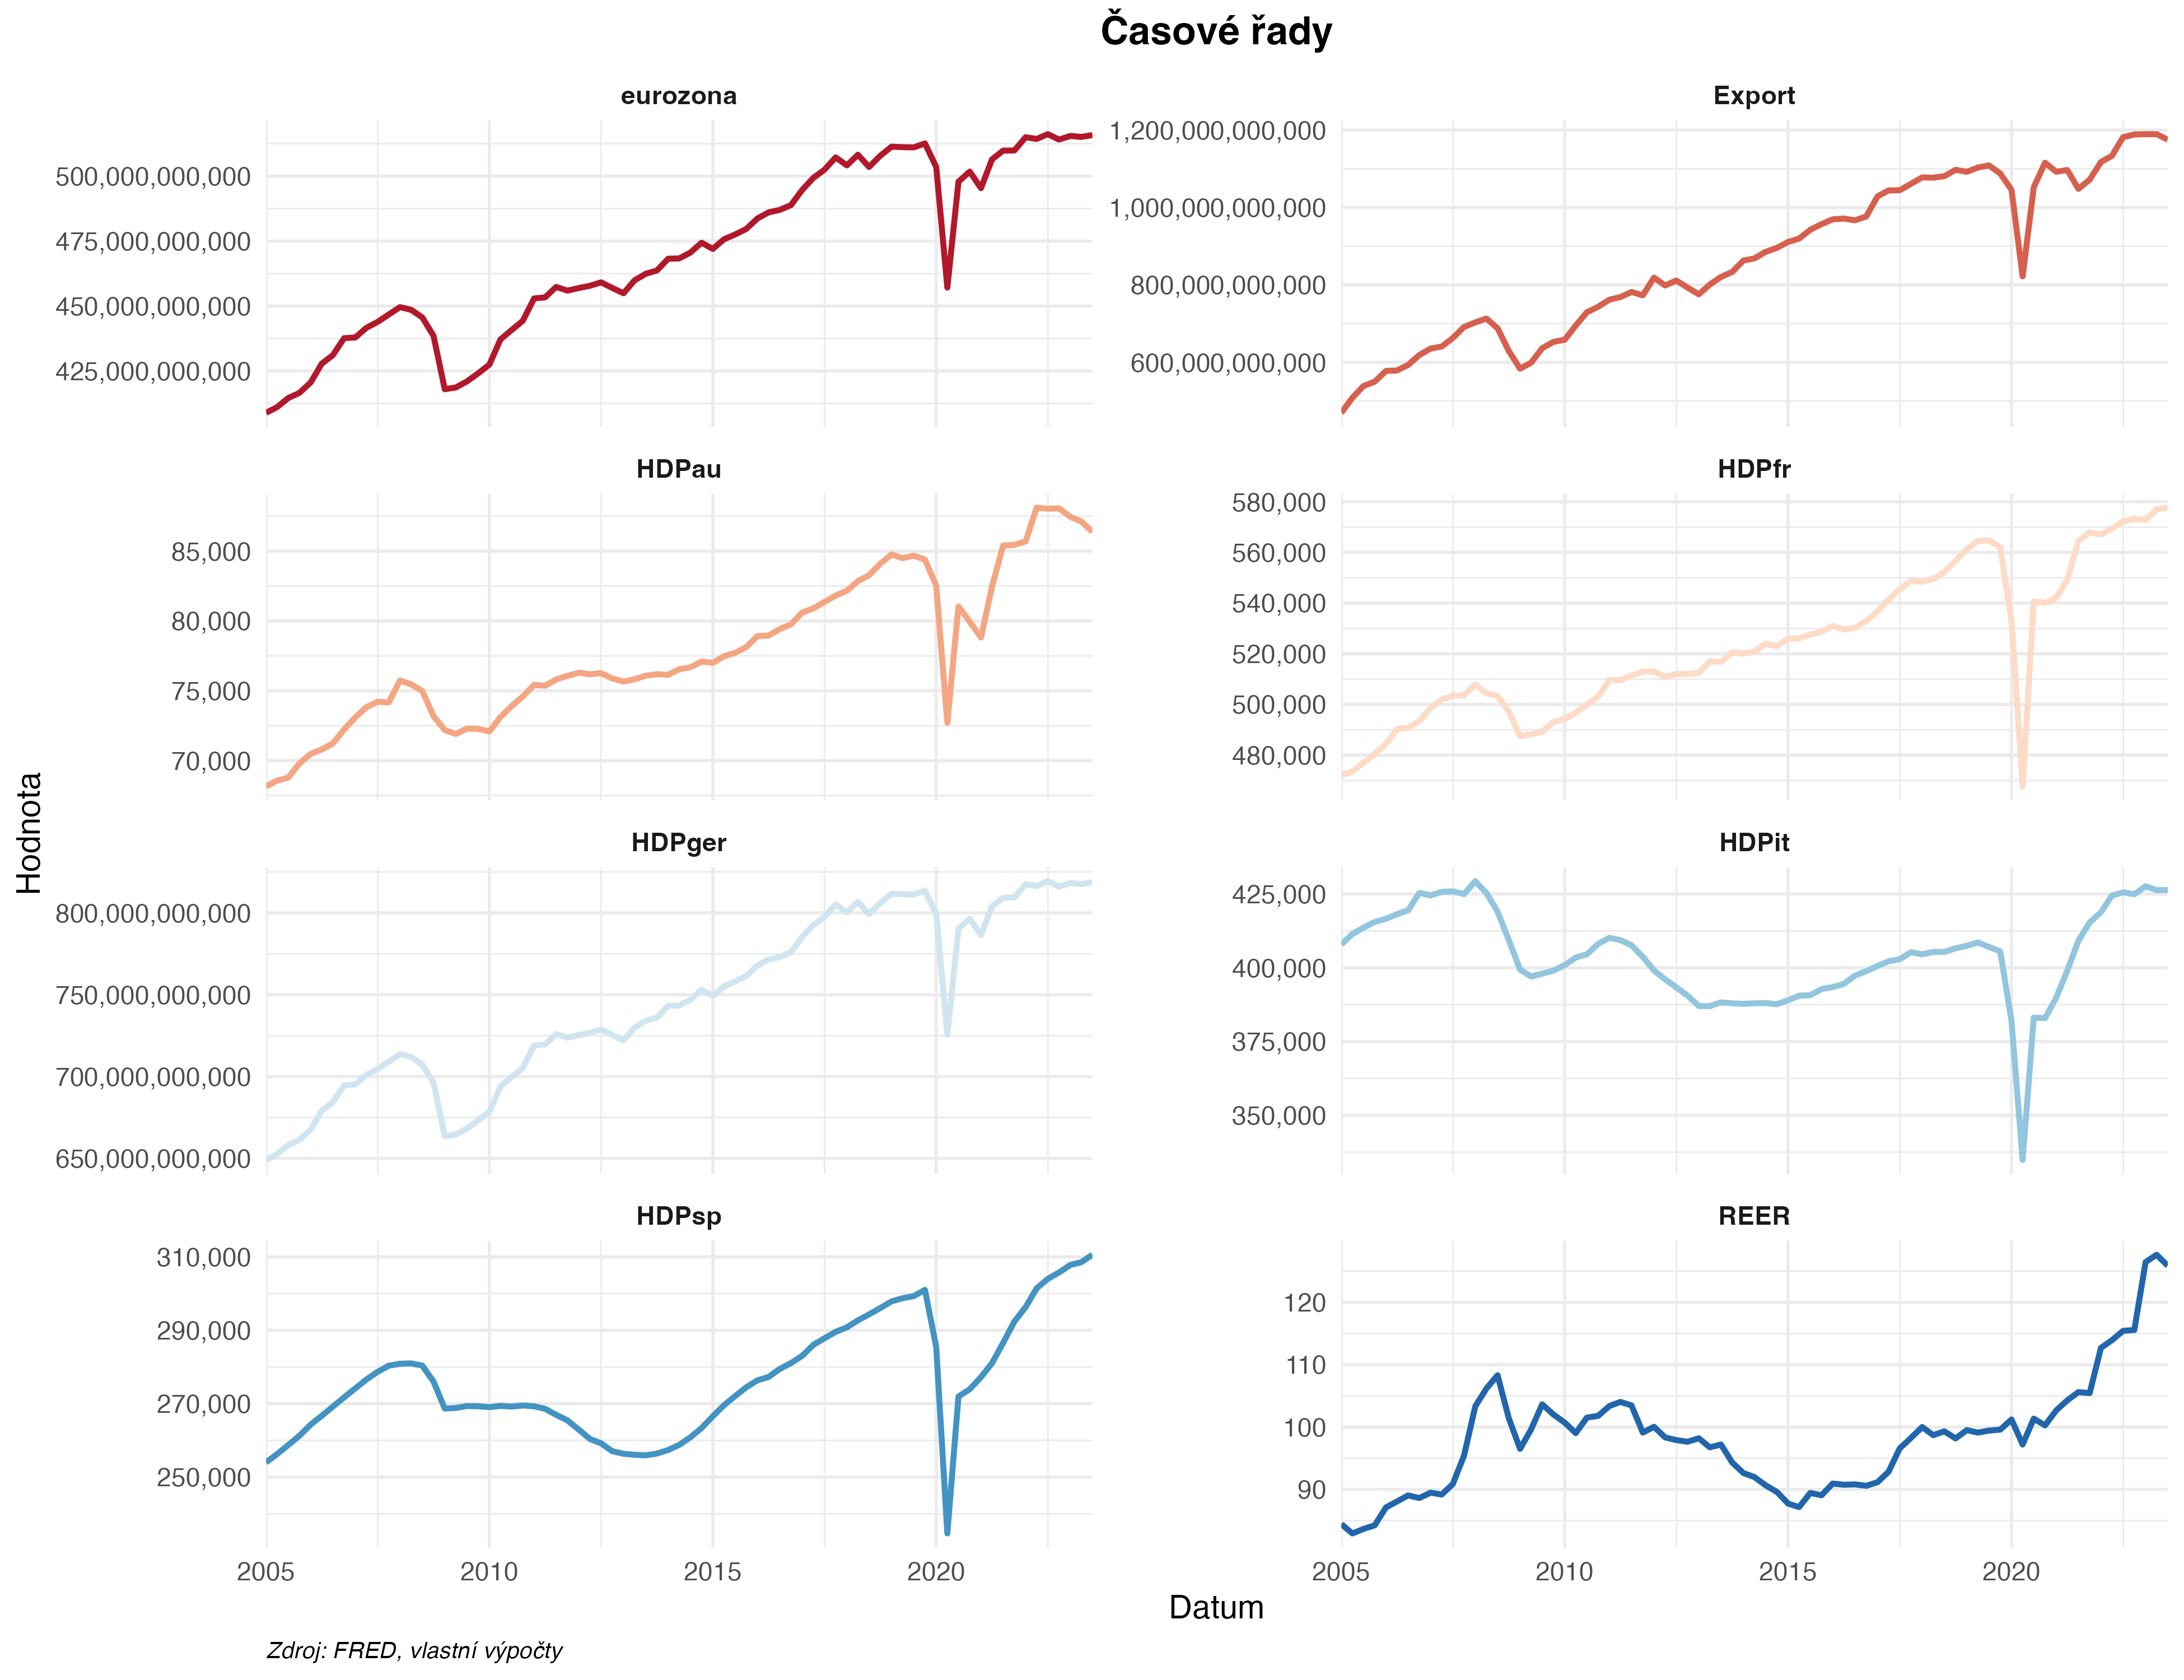 Časové řady
eurozona
Export
500,000,000,000
475,000,000,000
450,000,000,000
425,000,000,000
1,200,000,000,000
1,000,000,000,000
800,000,000,000
600,000,000,000
HDPau
HDPfr
85,000
80,000
75,000
70,000
580,000
560,000
540,000
520,000
500,000
480,000
Hodnota
HDPger
HDPit
800,000,000,000
750,000,000,000
700,000,000,000
650,000,000,000
425,000
400,000
375,000
350,000
HDPsp
REER
310,000
290,000
270,000
250,000
120
110
100
90
2005 2010 2015 2020
2005 2010 2015 2020
Datum
Zdroj: FRED, vlastní výpočty